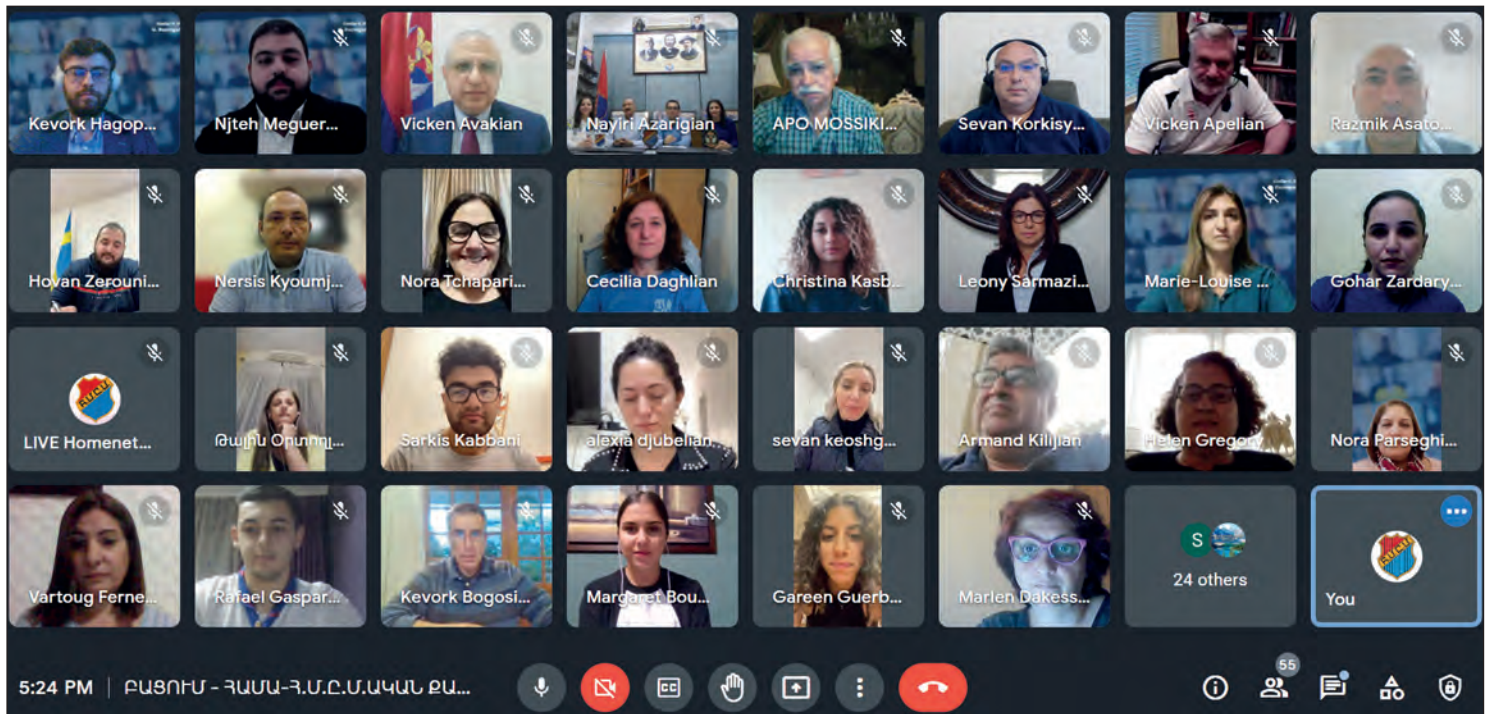 Kevork Hagop...
Njteh Meguer...
Vicken Avakian
Nayiri Azarigian
APO MOSSIKI...
Sevan Korkisy...
Vicken Apelian
Razmik Asato...
Hovan Zerouni...
Nersis Kyoumj...
Nora Tchapari...
Cecilia Daghlian
Christina Kasb...
Leony Sarmazi...
Marie-Louise ...
Gohar Zardary...
LIVE Homenet...
Sarkis Kabbani
alexia djubelian
sevan keoshg...
Armand Kilijian
Helen Gregory
Nora Parseghi...
Vartoug Ferne...
Rafael Gaspar...
Kevork Bogosi...
Margaret Bou...
Gareen Guerb...
Marlen Dakess...
S
24 others
You
5:24 PM | ԲԱՑՈՒՄ - ՀԱՄԱ-Հ.Մ.Ը.Մ.ԱԿԱՆ ՔԱ...
CC
55